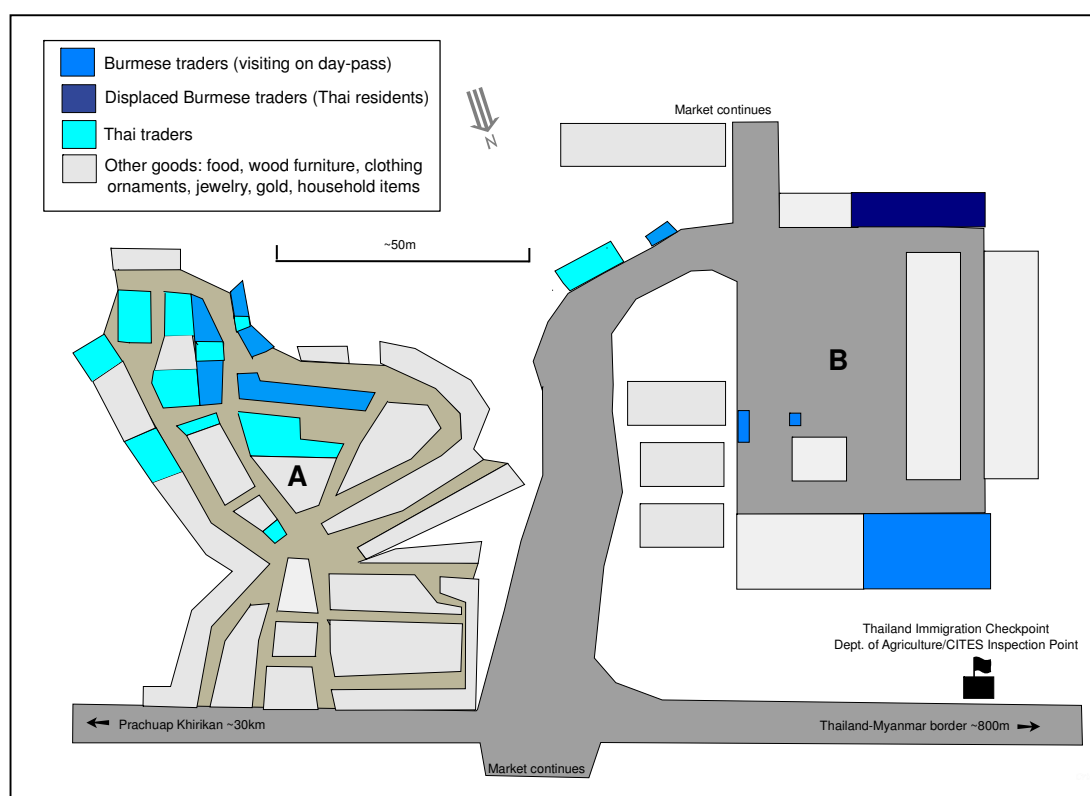 Burmese traders (visiting on day-pass)
Displaced Burmese traders (Thai residents)
Thai traders
Other goods: food, wood furniture, clothing
ornaments, jewelry, gold, household items
N
Market continues
~50m
B
A
Thailand Immigration Checkpoint
Dept. of Agriculture/CITES Inspection Point
Prachuap Khirikan ~30km
Thailand-Myanmar border ~800m
Market continues